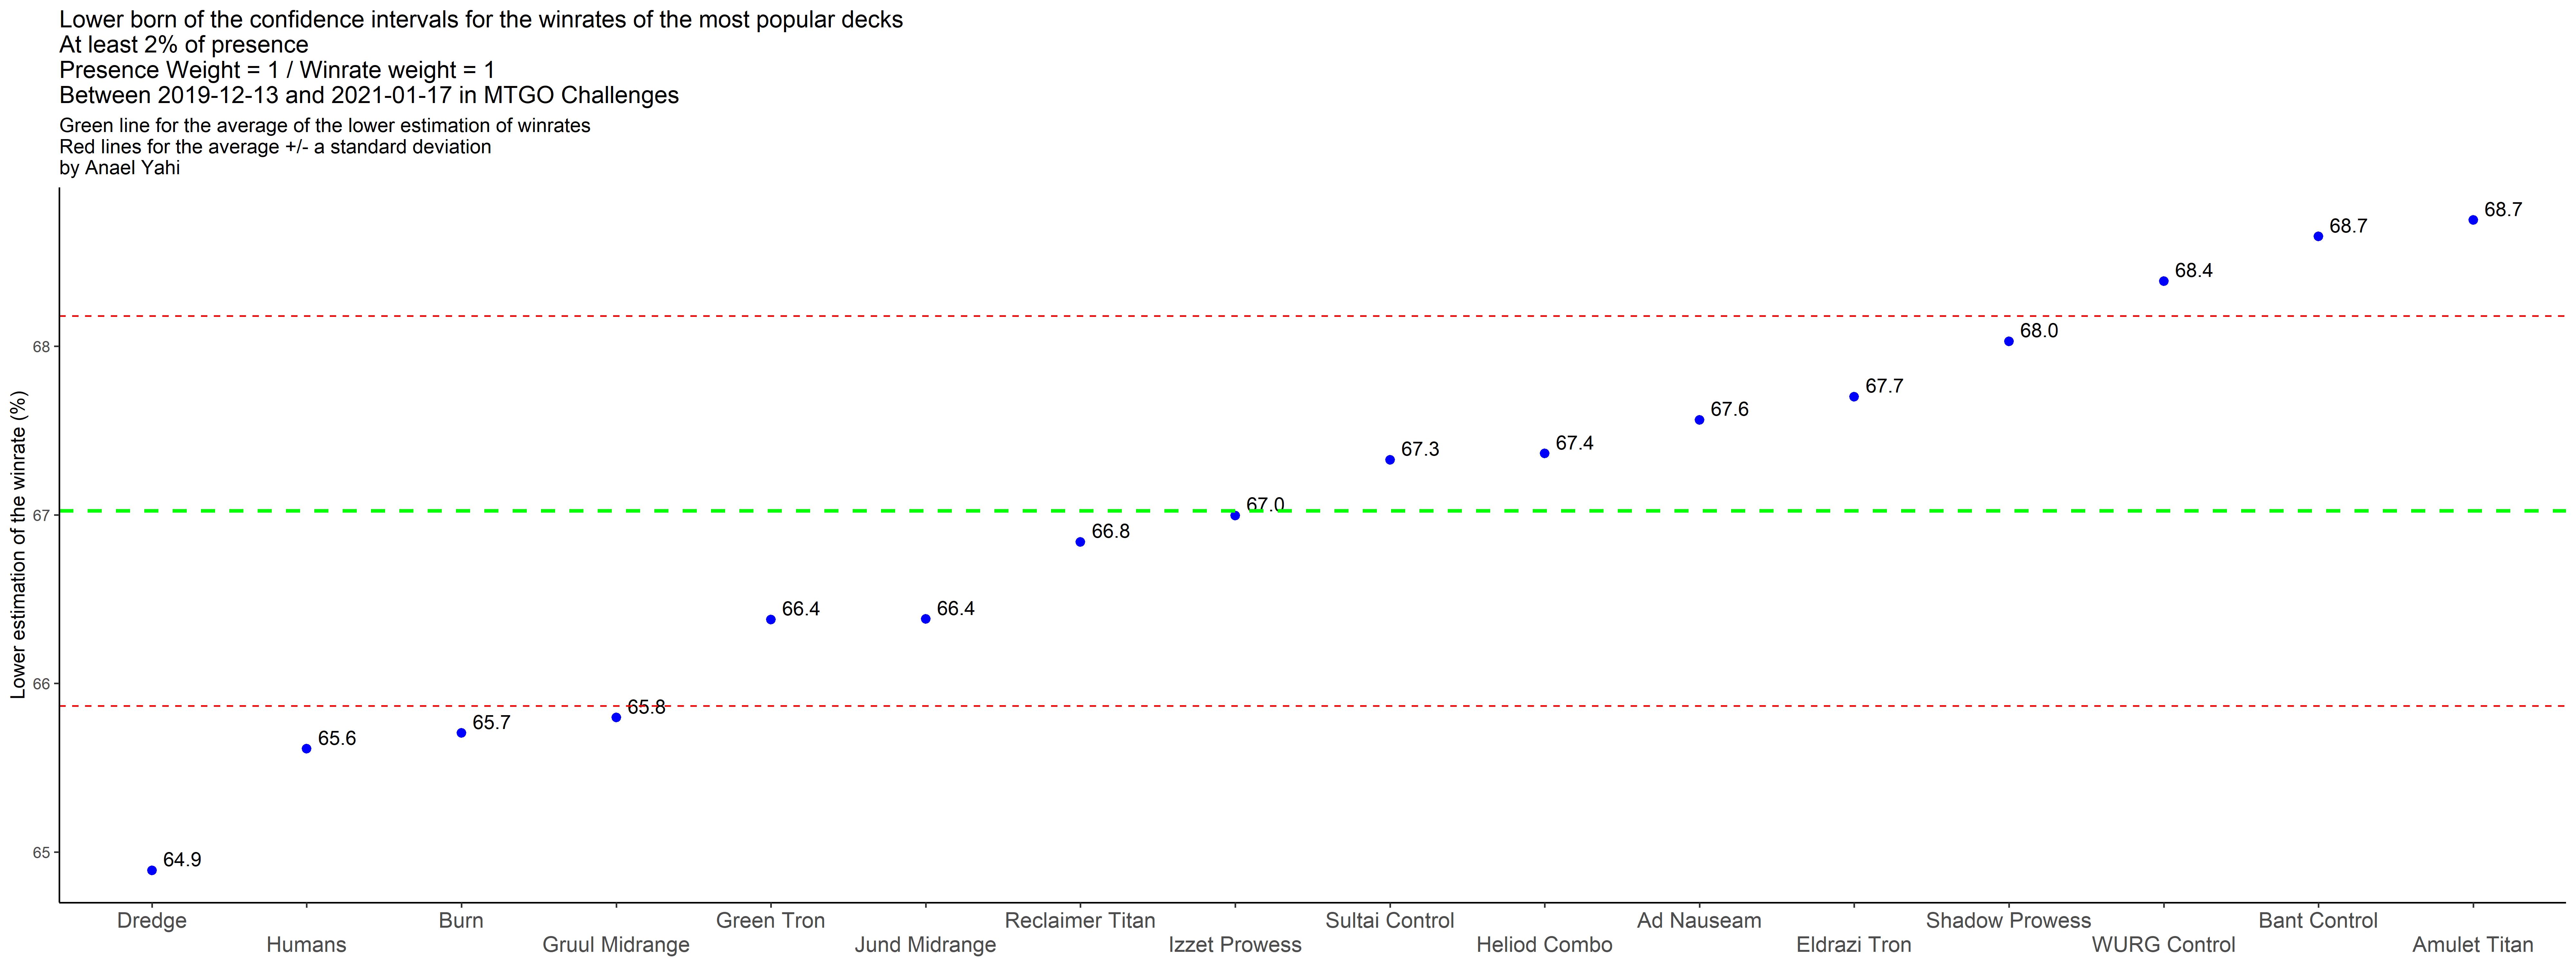 Lower born of the confidence intervals for the winrates of the most popular decks
At least 2% of presence
Presence Weight = 1 / Winrate weight = 1
Between 2019-12-13 and 2021-01-17 in MTGO Challenges
Green line for the average of the lower estimation of winrates
Red lines for the average +/- a standard deviation
by Anael Yahi
Lower estimation of the winrate (%)
68
67
66
65
64.9
65.6
65.7
65.8
66.4
66.4
66.8
67.0
67.3
67.4
67.6
67.7
68.0
68.4
68.7
68.7
Dredge
Humans
Burn
Gruul Midrange
Green Tron
Jund Midrange
Reclaimer Titan
Izzet Prowess
Sultai Control
Heliod Combo
Ad Nauseam
Eldrazi Tron
Shadow Prowess
WURG Control
Bant Control
Amulet Titan